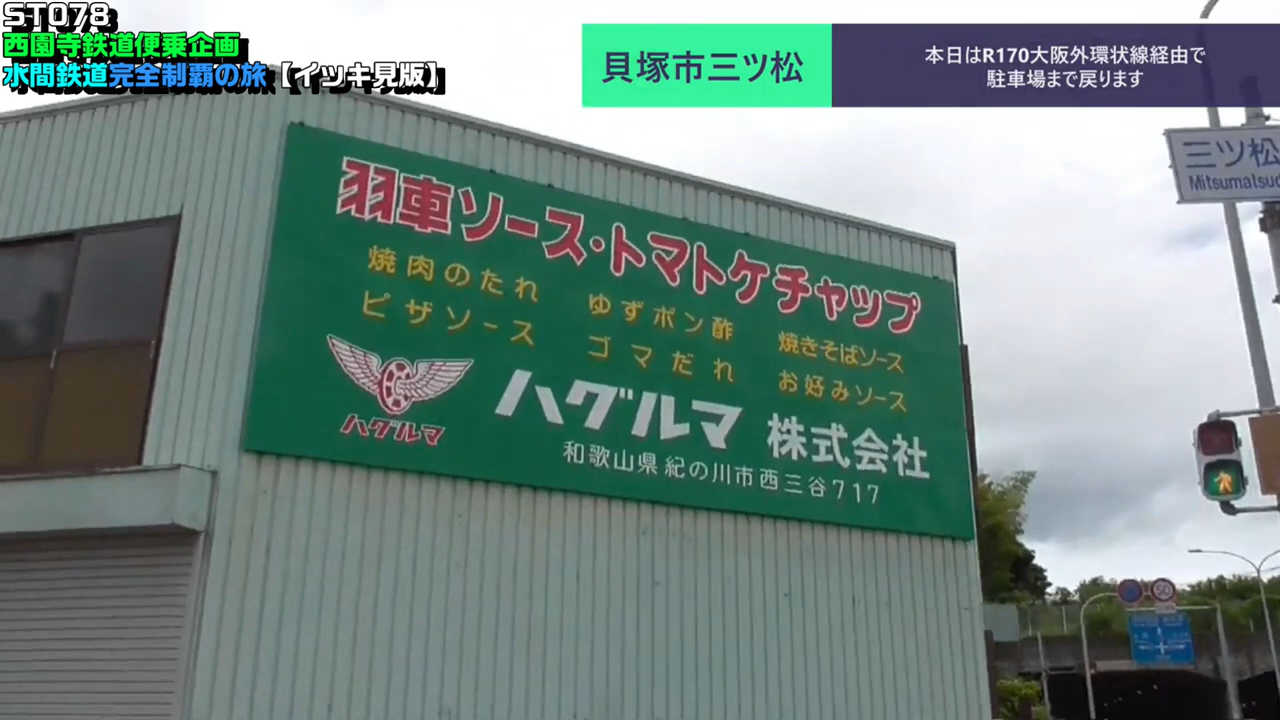 ST078
西園寺鉄道便乗企画
水間鉄道完全制覇の旅【イツキ見版】
貝塚市三ツ松
本日はR170大阪外環状線経由で
駐車場まで戻ります
三ツ松
Mitsumatsu
羽車ソース・トマトケチャップ
焼肉のたれ ゆずポン酢 焼きそばソース
ピザソース ゴマだれ お好みソース
ハグルマ
ハグルマ 株式会社
和歌山県紀の川市西三谷717
50